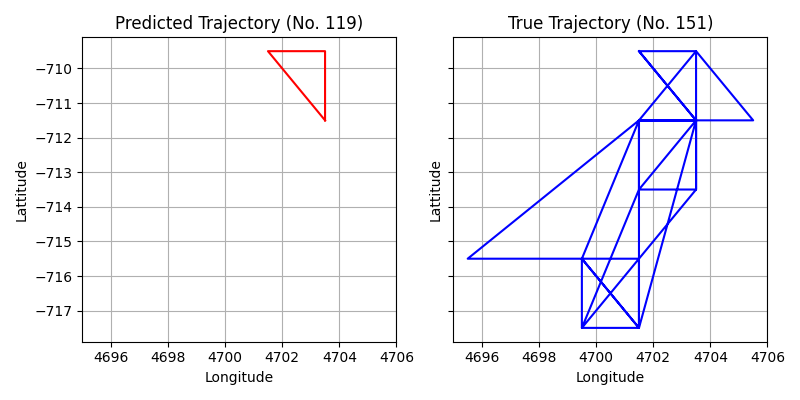 Predicted Trajectory (No. 119)
True Trajectory (No. 151)
−710
−711
−712
−713
−714
−715
−716
−717
Lattitude
Lattitude
4696 4698 4700 4702 4704 4706
4696 4698 4700 4702 4704 4706
Longitude
Longitude